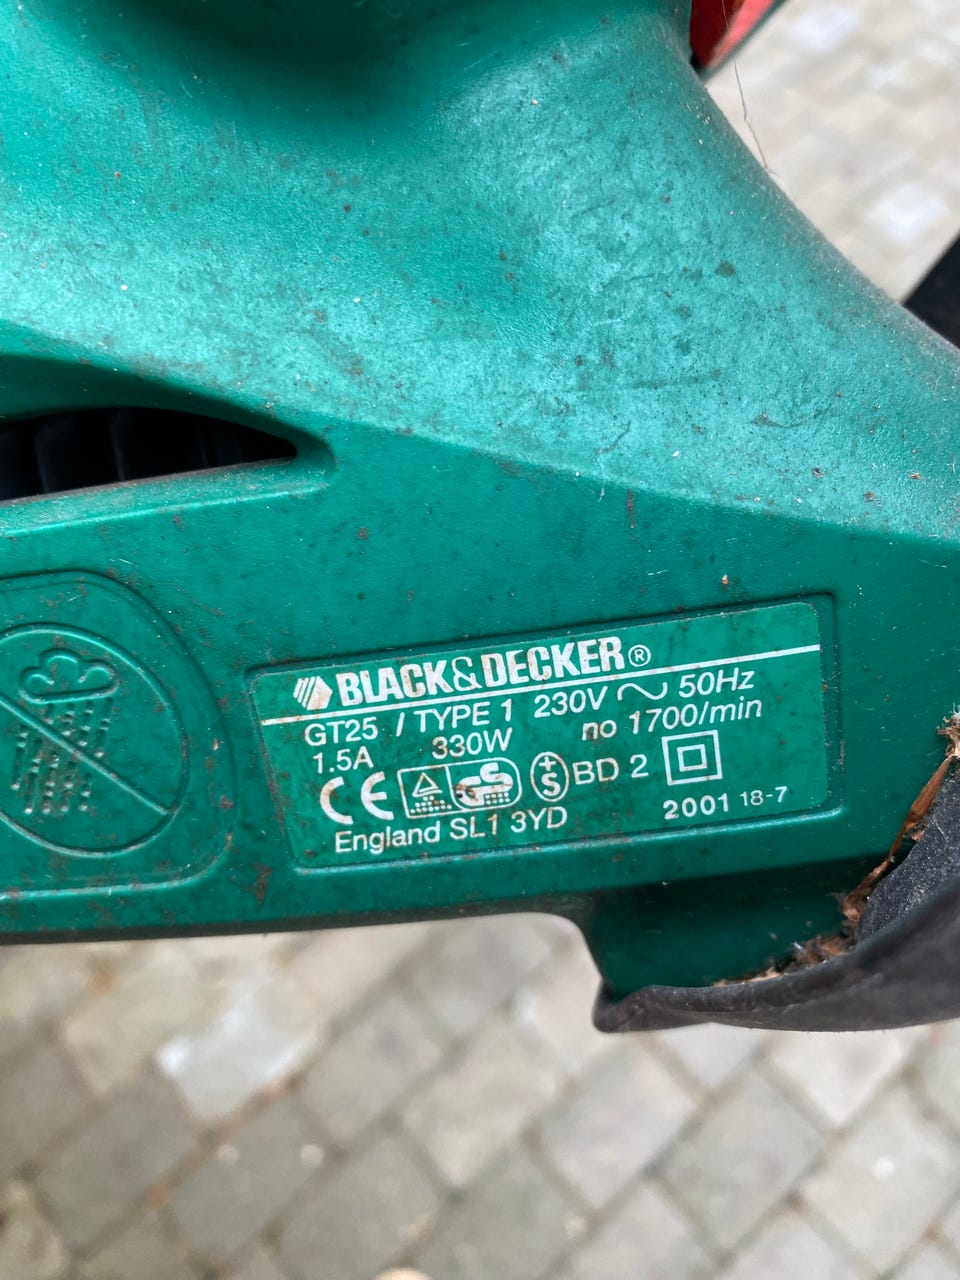 BLACK&DECKER®
GT25 / TYPE 1 230V ~ 50Hz
1.5A 330W no 1700/min
CE GS +S BD 2
England SL1 3YD 2001 18-7